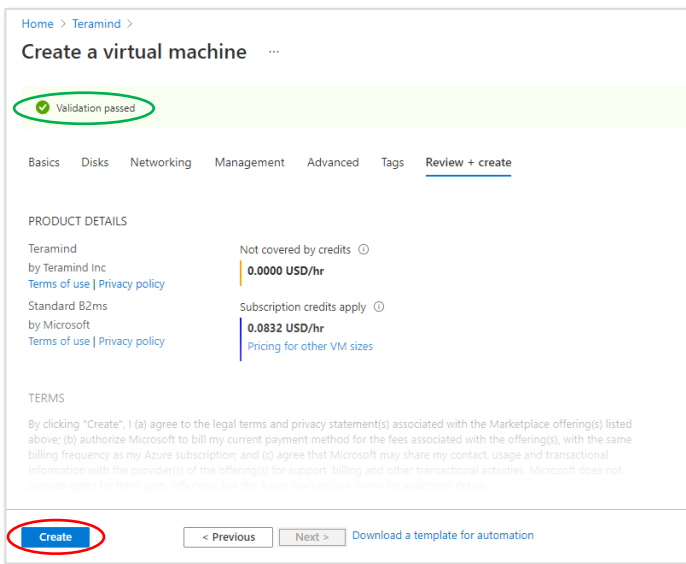 Home > Teramind >
Create a virtual machine ...
Validation passed
Basics Disks Networking Management Advanced Tags Review + create
PRODUCT DETAILS
Teramind
by Teramind Inc
Terms of use | Privacy policy
Not covered by credits
0.0000 USD/hr
Standard B2ms
by Microsoft
Terms of use | Privacy policy
Subscription credits apply
0.0832 USD/hr
Pricing for other VM sizes
TERMS
By clicking "Create", I (a) agree to the legal terms and privacy statement(s) associated with the Marketplace offering(s) listed
above; (b) authorize Microsoft to bill my current payment method for the fees associated with the offering(s), with the same
billing frequency as my Azure subscription; and (c) agree that Microsoft may share my contact, usage and transactional
information with the provider(s) of the offering(s) for support, billing and other transactional activities. Microsoft does not
provide rights for third-party offerings. See the Azure Marketplace Terms for additional details.
Create < Previous Next > Download a template for automation